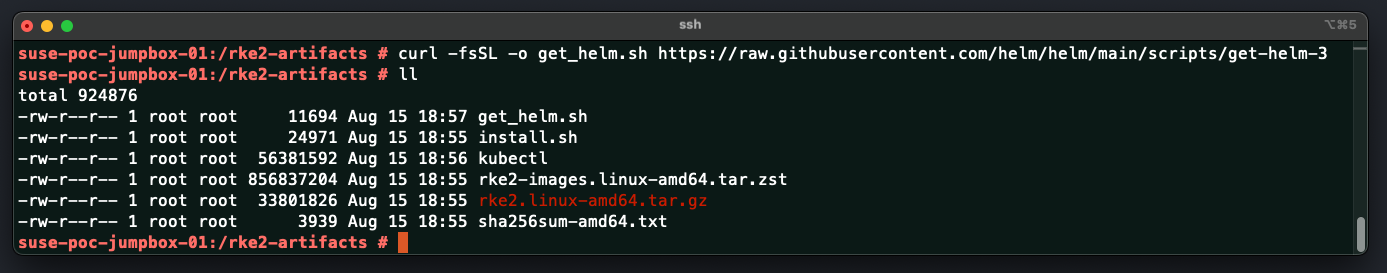 ssh
⌥⌘5
suse-poc-jumpbox-01:/rke2-artifacts # curl -fsSL -o get_helm.sh https://raw.githubusercontent.com/helm/helm/main/scripts/get-helm-3
suse-poc-jumpbox-01:/rke2-artifacts # ll
total 924876
-rw-r--r-- 1 root root     11694 Aug 15 18:57 get_helm.sh
-rw-r--r-- 1 root root     24971 Aug 15 18:55 install.sh
-rw-r--r-- 1 root root  56381592 Aug 15 18:56 kubectl
-rw-r--r-- 1 root root 856837204 Aug 15 18:55 rke2-images.linux-amd64.tar.zst
-rw-r--r-- 1 root root  33801826 Aug 15 18:55 rke2.linux-amd64.tar.gz
-rw-r--r-- 1 root root      3939 Aug 15 18:55 sha256sum-amd64.txt
suse-poc-jumpbox-01:/rke2-artifacts #